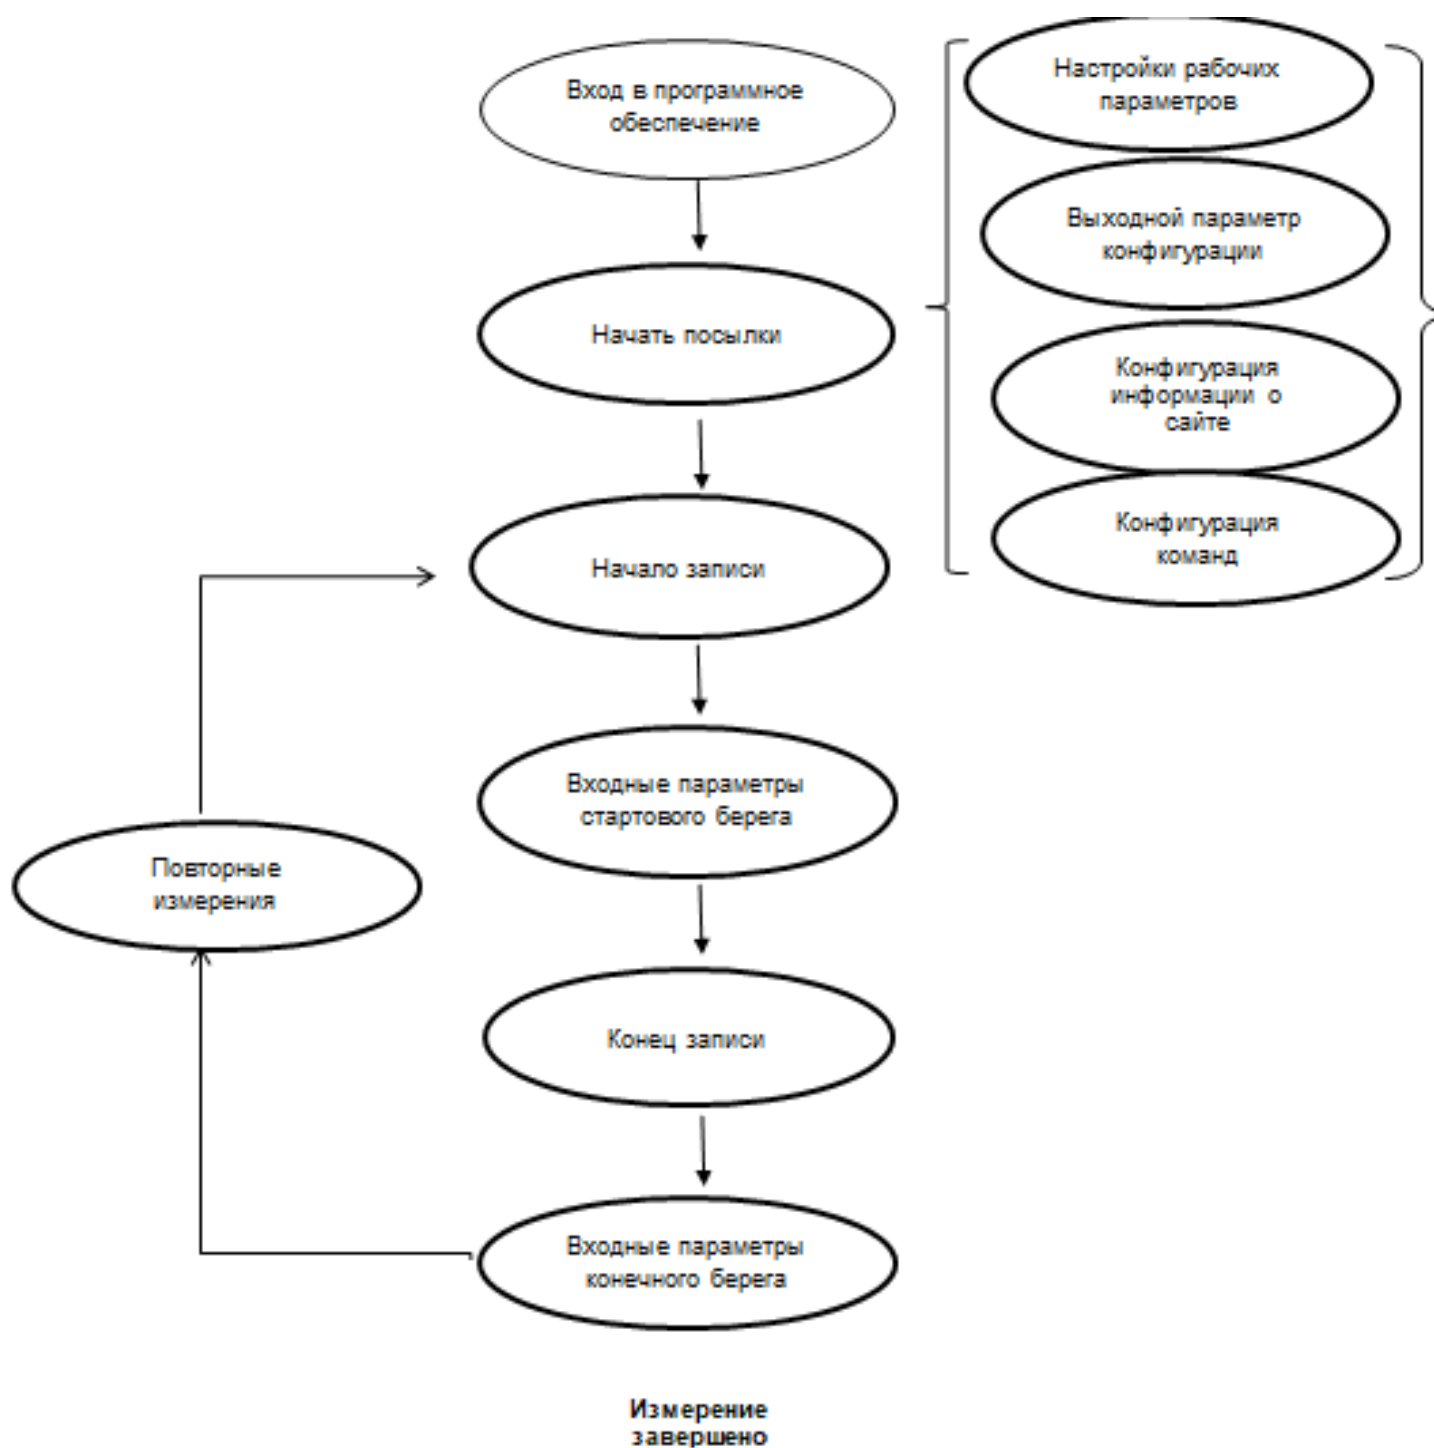 Вход в программное
обеспечение
Начать посылки
Начало записи
Входные параметры
стартового берега
Конец записи
Входные параметры
конечного берега
Повторные
измерения
Настройки рабочих
параметров
Выходной параметр
конфигурации
Конфигурация
информации о
сайте
Конфигурация
команд
Измерение
завершено